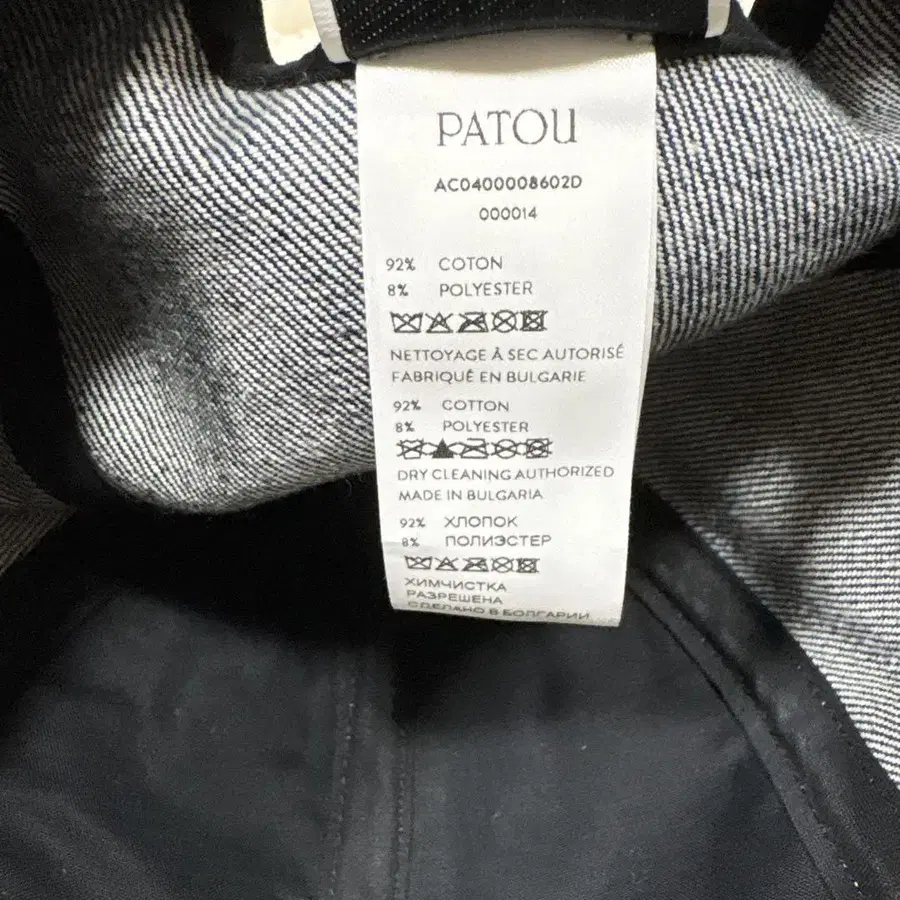 PATOU
AC0400008602D
000014
92% COTON
8% POLYESTER
NETTOYAGE À SEC AUTORISÉ
FABRIQUÉ EN BULGARIE
92% COTTON
8% POLYESTER
DRY CLEANING AUTHORIZED
MADE IN BULGARIA
92% ХЛОПОК
8% ПОЛИЭСТЕР
ХИМЧИСТКА
РАЗРЕШЕНА
СДЕЛАНО В БОЛГАРИИ